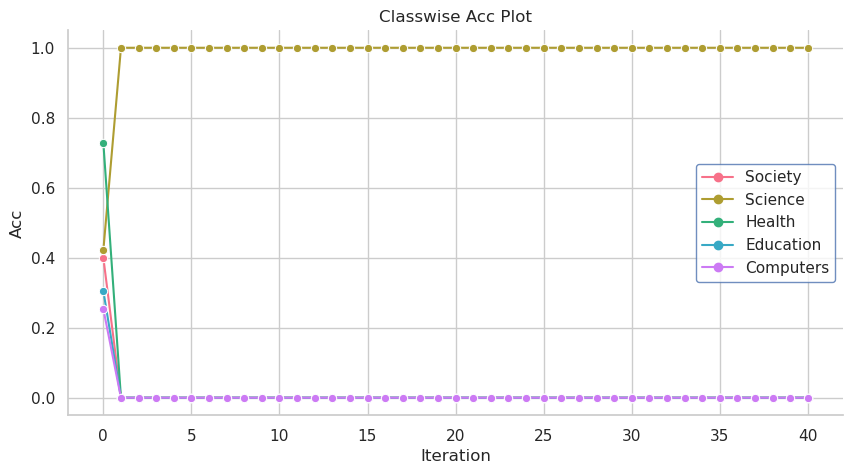 Classwise Acc Plot
1.0
0.8
0.6
0.4
0.2
0.0
Acc
Society
Science
Health
Education
Computers
0 5 10 15 20 25 30 35 40
Iteration